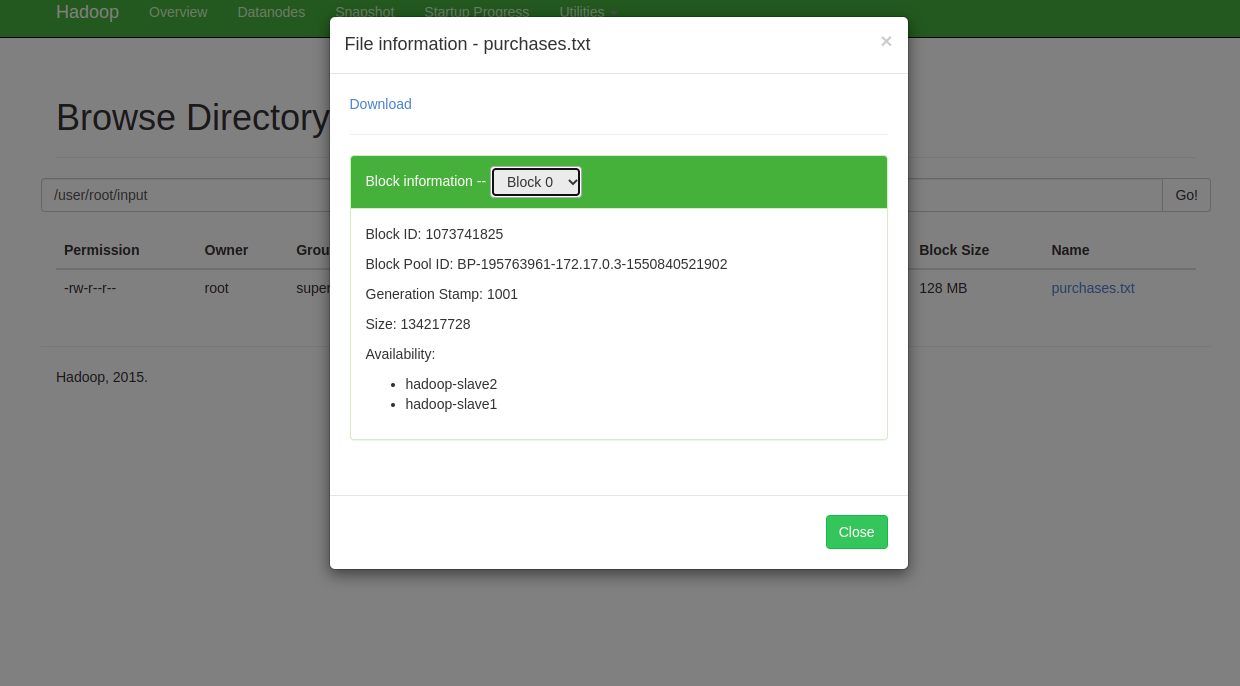 Hadoop Overview Datanodes Snapshot Startup Progress Utilities
File information - purchases.txt ×
Download
Browse Directory
Block information -- Block 0
/user/root/input Go!
Block ID: 1073741825
Permission Owner Block Size Name
Block Pool ID: BP-195763961-172.17.0.3-1550840521902
-rw-r--r-- root 128 MB purchases.txt
Generation Stamp: 1001
Size: 134217728
Availability:
Hadoop, 2015.
• hadoop-slave2
• hadoop-slave1
Close